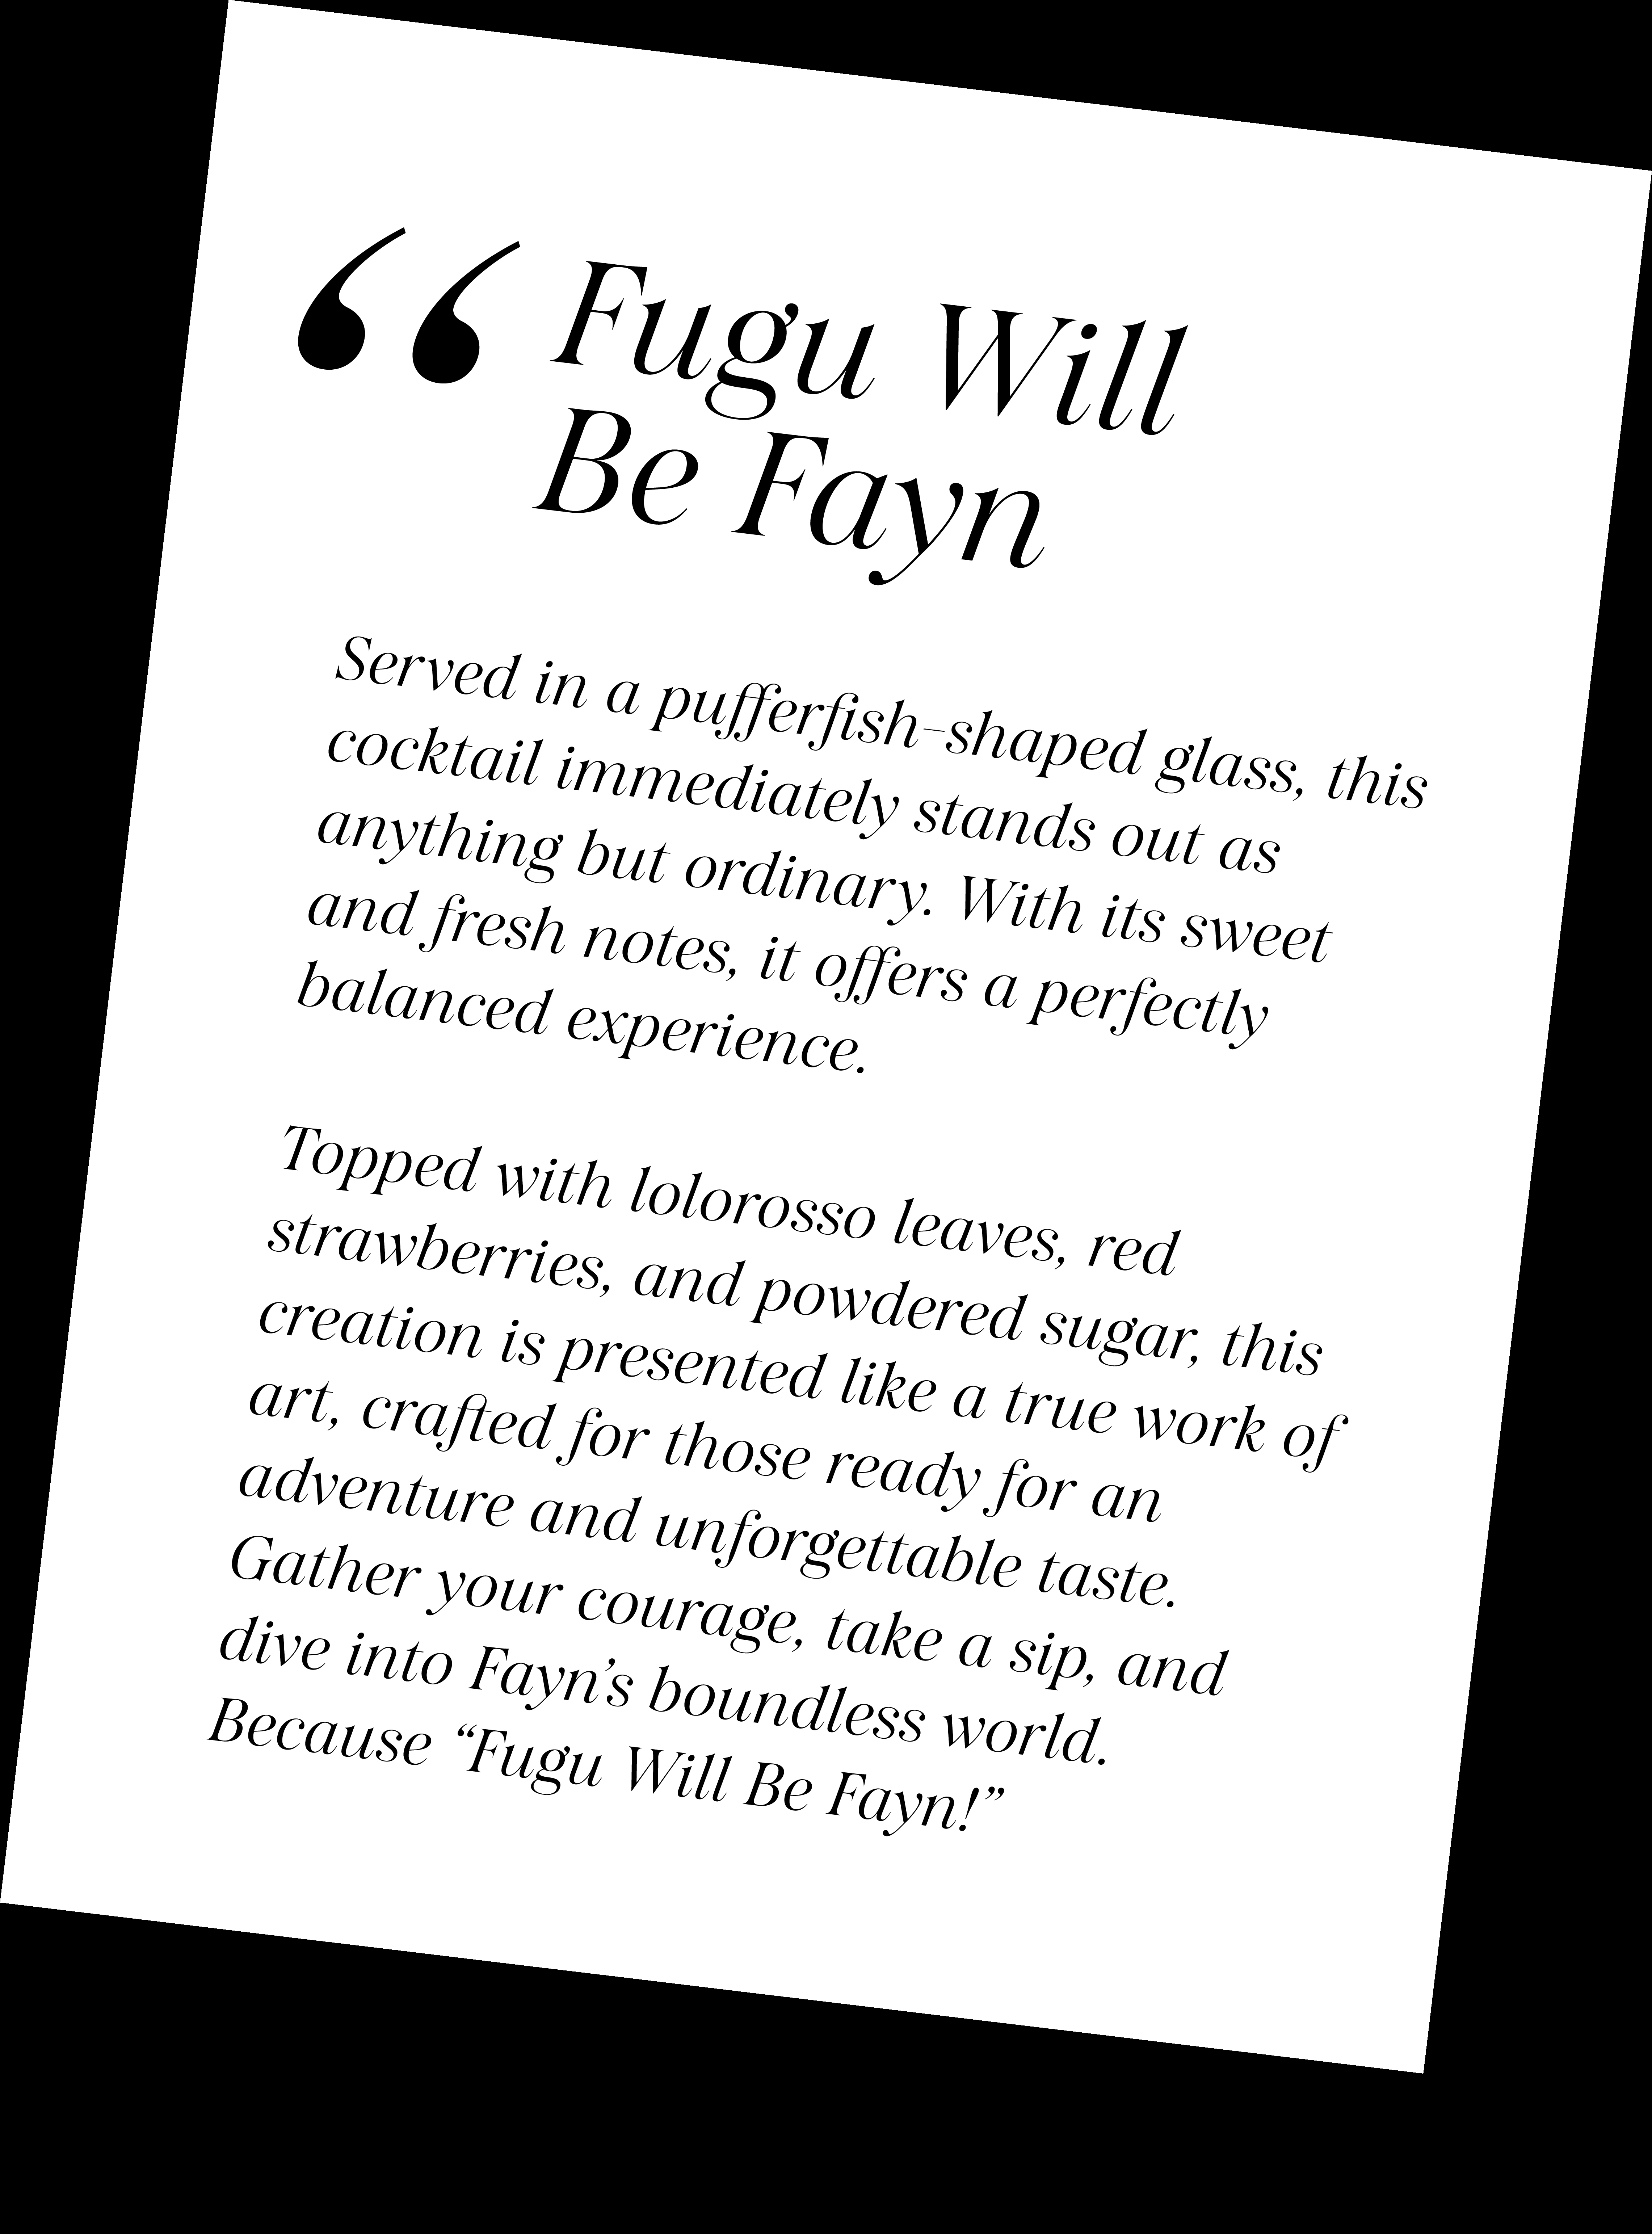 “ Fugu Will
Be Fayn
Served in a pufferfish-shaped glass, this
cocktail immediately stands out as
anything but ordinary. With its sweet
and fresh notes, it offers a perfectly
balanced experience.
Topped with lolorosso leaves, red
strawberries, and powdered sugar, this
creation is presented like a true work of
art, crafted for those ready for an
adventure and unforgettable taste.
Gather your courage, take a sip, and
dive into Fayn’s boundless world.
Because “Fugu Will Be Fayn!”